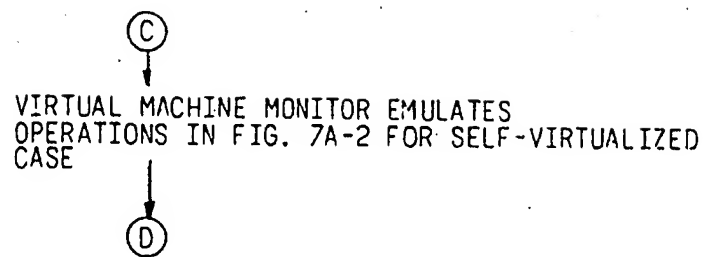 C
VIRTUAL MACHINE MONITOR EMULATES
OPERATIONS IN FIG. 7A-2 FOR SELF-VIRTUALIZED
CASE
D